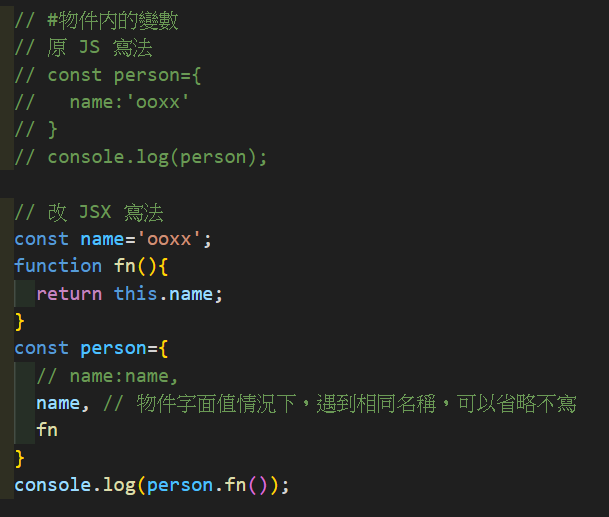 // #物件內的變數
// 原 JS 寫法
// const person={
//   name:'ooxx'
// }
// console.log(person);
// 改 JSX 寫法
const name='ooxx';
function fn(){
  return this.name;
}
const person={
  // name:name,
  name, // 物件字面值情況下，遇到相同名稱，可以省略不寫
  fn
}
console.log(person.fn());